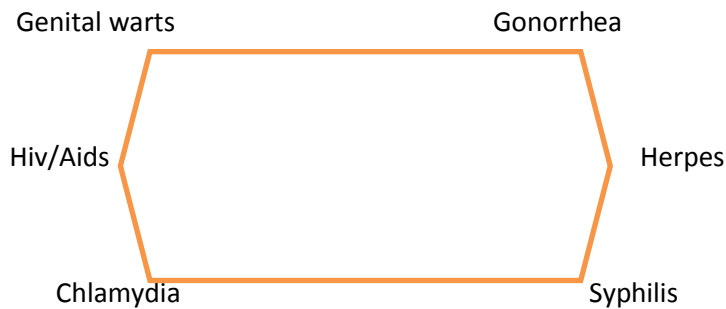 Genital warts
Gonorrhea
Hiv/Aids
Herpes
Chlamydia
Syphilis